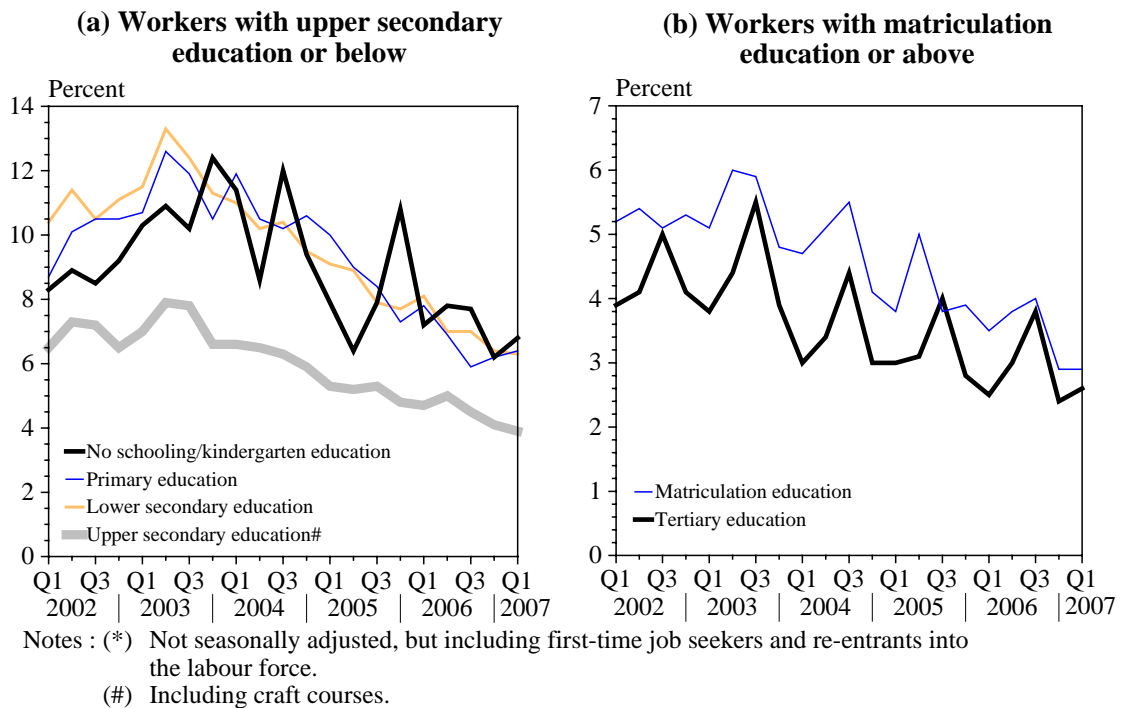 (a) Workers with upper secondary
education or below
Percent
14
12
10
8
6
4
2
0
No schooling/kindergarten education
Primary education
Lower secondary education
Upper secondary education#
Q1 Q3 Q1 Q3 Q1 Q3 Q1 Q3 Q1 Q3 Q1
2002 2003 2004 2005 2006 2007
(b) Workers with matriculation
education or above
Percent
7
6
5
4
3
2
1
0
Matriculation education
Tertiary education
Q1 Q3 Q1 Q3 Q1 Q3 Q1 Q3 Q1 Q3 Q1
2002 2003 2004 2005 2006 2007
Notes : (*) Not seasonally adjusted, but including first-time job seekers and re-entrants into
the labour force.
(#) Including craft courses.